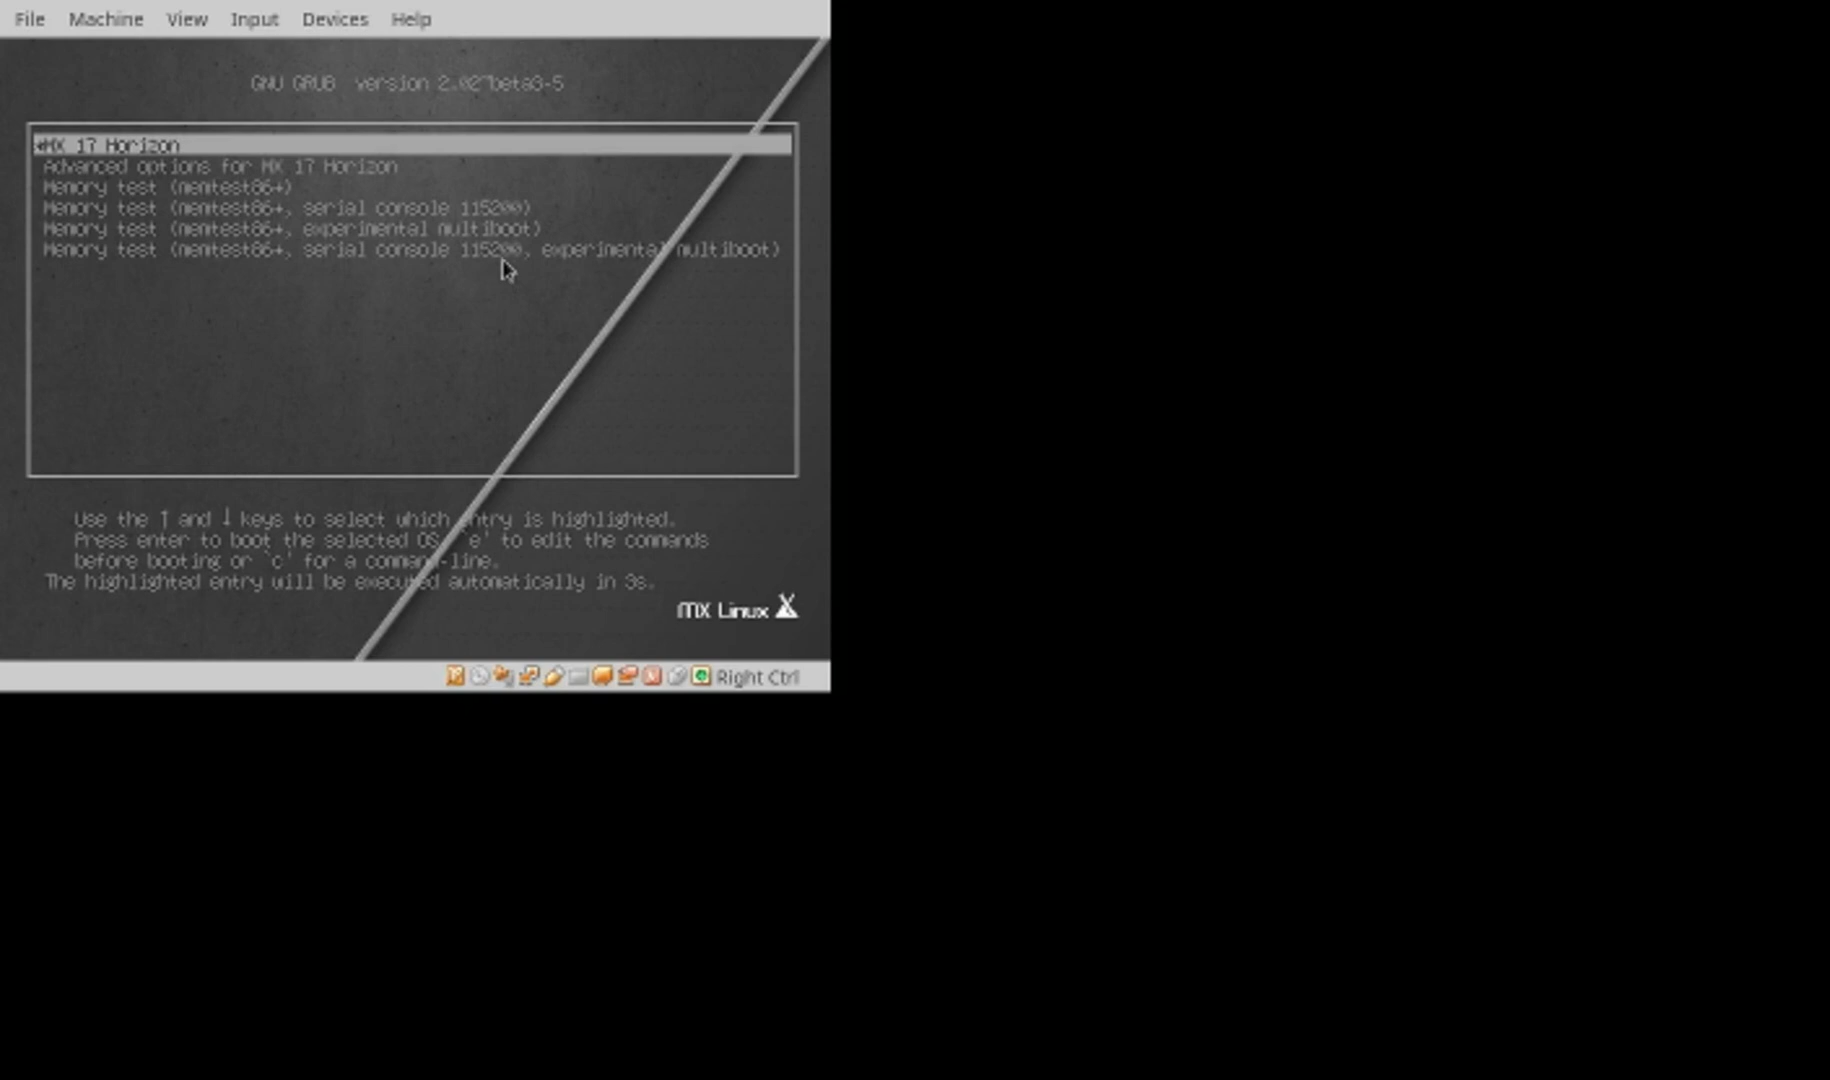 File Machine View Input Devices Help
GNU GRUB version 2.02~beta3-5
*MX 17 Horizon
Advanced options for MX 17 Horizon
Memory test (memtest86+)
Memory test (memtest86+, serial console 115200)
Memory test (memtest86+, experimental multiboot)
Memory test (memtest86+, serial console 115200, experimental multiboot)
Use the ↑ and ↓ keys to select which entry is highlighted.
Press enter to boot the selected OS, `e' to edit the commands
before booting or `c' for a command-line.
The highlighted entry will be executed automatically in 3s.
MX Linux
Right Ctrl